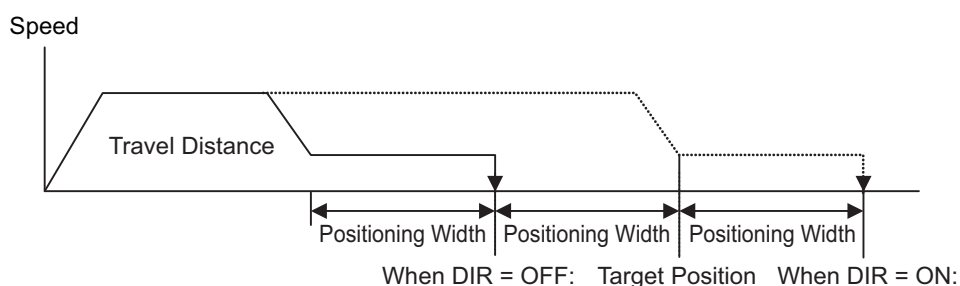 Speed
Travel Distance
Positioning Width Positioning Width Positioning Width
When DIR = OFF: Target Position When DIR = ON: